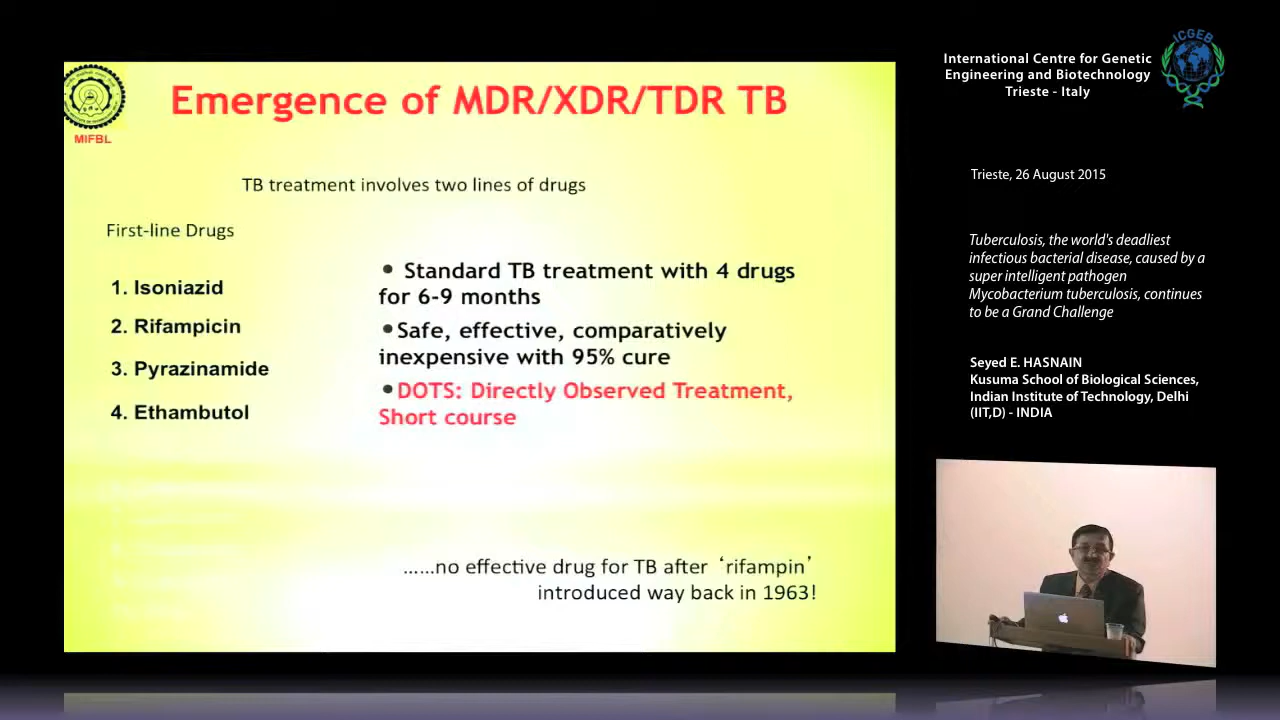 Emergence of MDR/XDR/TDR TB
MIFBL
TB treatment involves two lines of drugs
First-line Drugs
1. Isoniazid
2. Rifampicin
3. Pyrazinamide
4. Ethambutol
• Standard TB treatment with 4 drugs
for 6-9 months
•Safe, effective, comparatively
inexpensive with 95% cure
•DOTS: Directly Observed Treatment,
Short course
……no effective drug for TB after ‘rifampin’
introduced way back in 1963!
International Centre for Genetic
Engineering and Biotechnology
Trieste - Italy
ICGEB
Trieste, 26 August 2015
Tuberculosis, the world's deadliest
infectious bacterial disease, caused by a
super intelligent pathogen
Mycobacterium tuberculosis, continues
to be a Grand Challenge
Seyed E. HASNAIN
Kusuma School of Biological Sciences,
Indian Institute of Technology, Delhi
(IIT,D) - INDIA